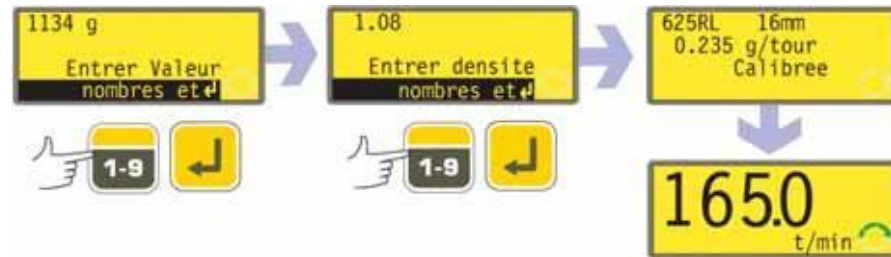 1134 g
Entrer Valeur
nombres et↵
1.08
Entrer densite
nombres et↵
625RL 16mm
0.235 g/tour
Calibree
1-9
1-9
165.0
t/min